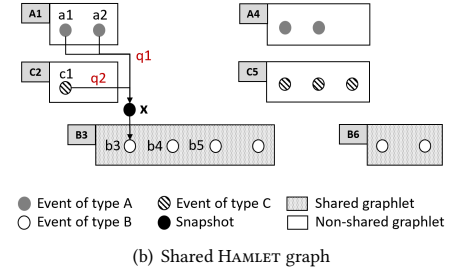 A1
a1 a2
A4
q1
C2
c1
q2
C5
x
B3
b3 b4 b5
B6
Event of type A
Event of type C
Shared graphlet
Event of type B
Snapshot
Non-shared graphlet
(b) Shared HAMLET graph